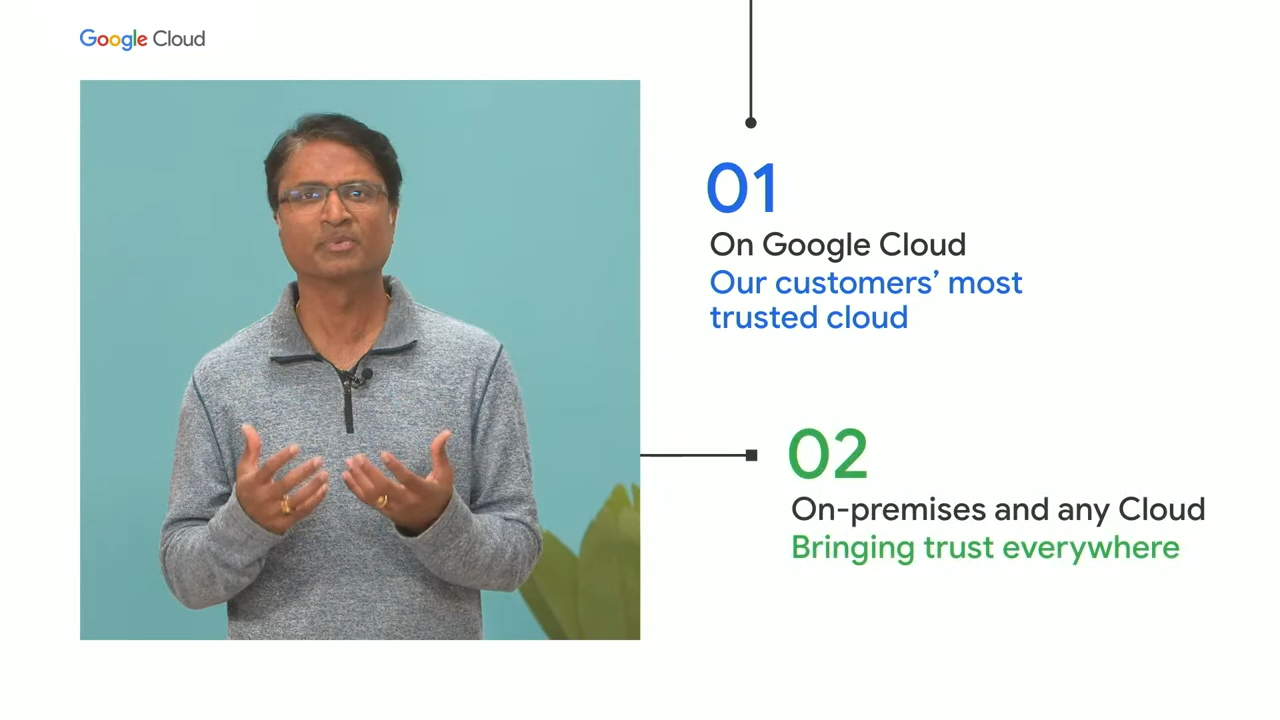 Google Cloud
01
On Google Cloud
Our customers’ most
trusted cloud
02
On-premises and any Cloud
Bringing trust everywhere